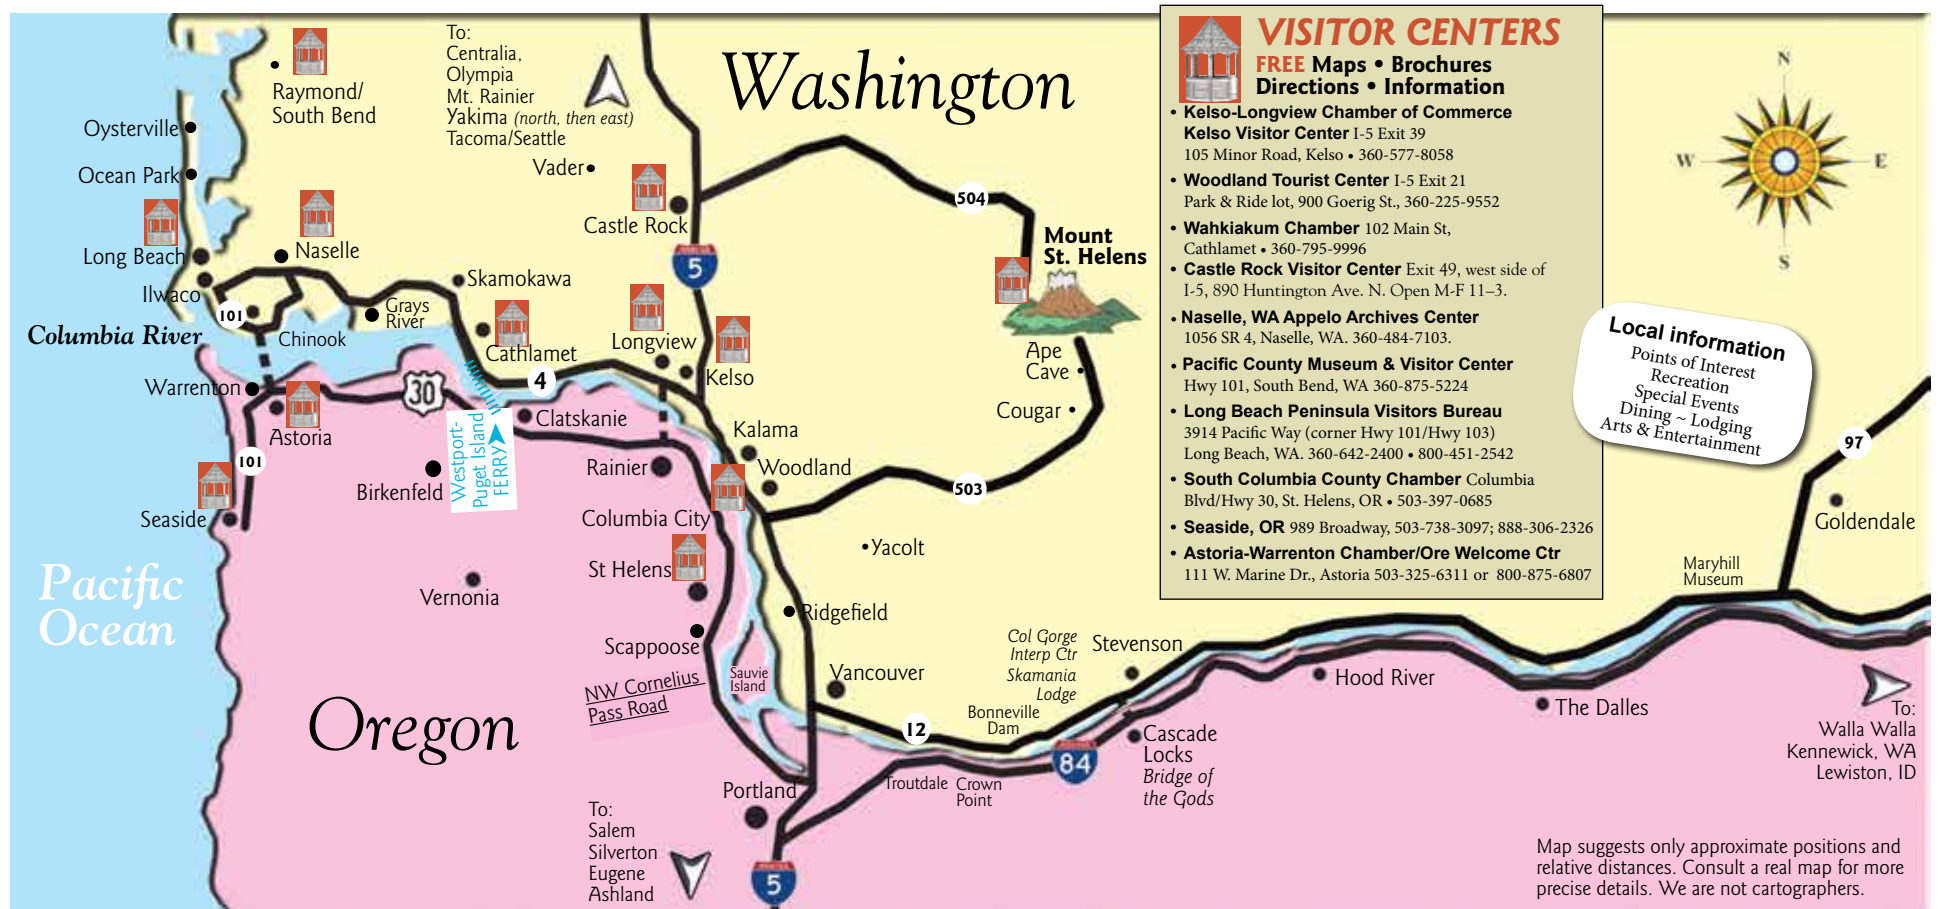 To:
Centralia,
Olympia
Mt. Rainier
Yakima (north, then east)
Tacoma/Seattle
Washington
Raymond/
South Bend
Oysterville
Ocean Park
Long Beach
Naselle
Ilwaco
101
Columbia River
Chinook
Grays
River
Skamokawa
Cathlamet
Vader
Castle Rock
5
504
Mount
St. Helens
Longview
Kelso
Ape
Cave
Cougar
4
30
Warrenton
Astoria
101
Seaside
Birkenfeld
Westport-
Puget Island
FERRY
Clatskanie
Rainier
Kalama
Woodland
503
Columbia City
St Helens
Yacolt
Vernonia
Pacific
Ocean
Ridgefield
Scappoose
Sauvie
Island
NW Cornelius
Pass Road
Vancouver
Oregon
12
Col Gorge
Interp Ctr
Skamania
Lodge
Stevenson
Bonneville
Dam
Cascade
Locks
Bridge of
the Gods
84
Troutdale
Crown
Point
Portland
5
To:
Salem
Silverton
Eugene
Ashland
Hood River
The Dalles
Maryhill
Museum
Goldendale
97
To:
Walla Walla
Kennewick, WA
Lewiston, ID
N
W
E
S
VISITOR CENTERS
FREE Maps • Brochures
Directions • Information
• Kelso-Longview Chamber of Commerce
Kelso Visitor Center I-5 Exit 39
105 Minor Road, Kelso • 360-577-8058
• Woodland Tourist Center I-5 Exit 21
Park & Ride lot, 900 Goerig St., 360-225-9552
• Wahkiakum Chamber 102 Main St,
Cathlamet • 360-795-9996
• Castle Rock Visitor Center Exit 49, west side of
I-5, 890 Huntington Ave. N. Open M-F 11–3.
• Naselle, WA Appelo Archives Center
1056 SR 4, Naselle, WA. 360-484-7103.
• Pacific County Museum & Visitor Center
Hwy 101, South Bend, WA 360-875-5224
• Long Beach Peninsula Visitors Bureau
3914 Pacific Way (corner Hwy 101/Hwy 103)
Long Beach, WA. 360-642-2400 • 800-451-2542
• South Columbia County Chamber Columbia
Blvd/Hwy 30, St. Helens, OR • 503-397-0685
• Seaside, OR 989 Broadway, 503-738-3097; 888-306-2326
• Astoria-Warrenton Chamber/Ore Welcome Ctr
111 W. Marine Dr., Astoria 503-325-6311 or 800-875-6807
Local information
Points of Interest
Recreation
Special Events
Dining ~ Lodging
Arts & Entertainment
Map suggests only approximate positions and
relative distances. Consult a real map for more
precise details. We are not cartographers.